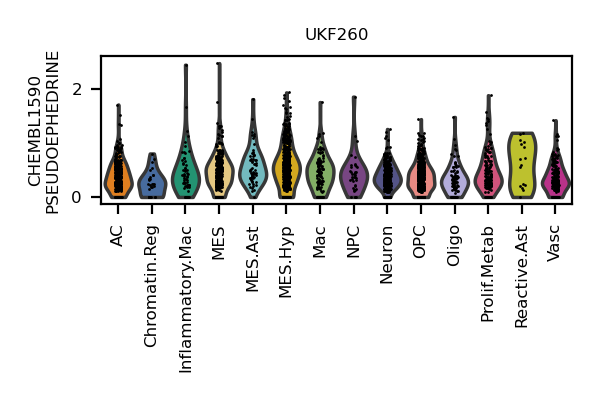 UKF260
CHEMBL1590
PSEUDOEPHEDRINE
2
0
AC
Chromatin.Reg
Inflammatory.Mac
MES
MES.Ast
MES.Hyp
Mac
NPC
Neuron
OPC
Oligo
Prolif.Metab
Reactive.Ast
Vasc